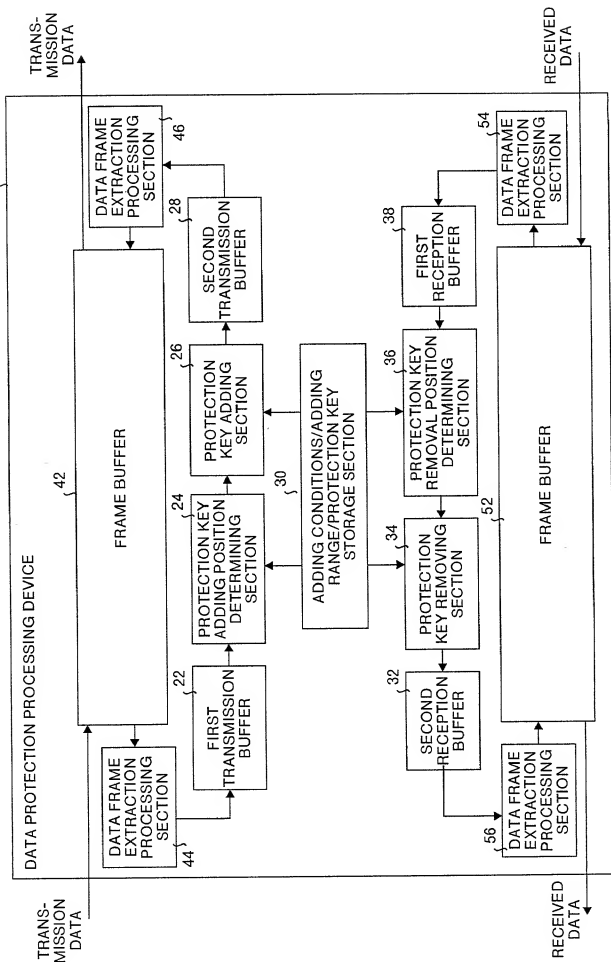 DATA PROTECTION PROCESSING DEVICE
TRANS-
MISSION
DATA
TRANS-
MISSION
DATA
42
FRAME BUFFER
DATA FRAME
EXTRACTION
PROCESSING
SECTION
44
DATA FRAME
EXTRACTION
PROCESSING
SECTION
46
22
FIRST
TRANSMISSION
BUFFER
24
PROTECTION KEY
ADDING POSITION
DETERMINING
SECTION
26
PROTECTION
KEY ADDING
SECTION
28
SECOND
TRANSMISSION
BUFFER
30
ADDING CONDITIONS/ADDING
RANGE/PROTECTION KEY
STORAGE SECTION
32
SECOND
RECEPTION
BUFFER
34
PROTECTION
KEY REMOVING
SECTION
36
PROTECTION KEY
REMOVAL POSITION
DETERMINING
SECTION
38
FIRST
RECEPTION
BUFFER
56
DATA FRAME
EXTRACTION
PROCESSING
SECTION
52
FRAME BUFFER
54
DATA FRAME
EXTRACTION
PROCESSING
SECTION
RECEIVED
DATA
RECEIVED
DATA